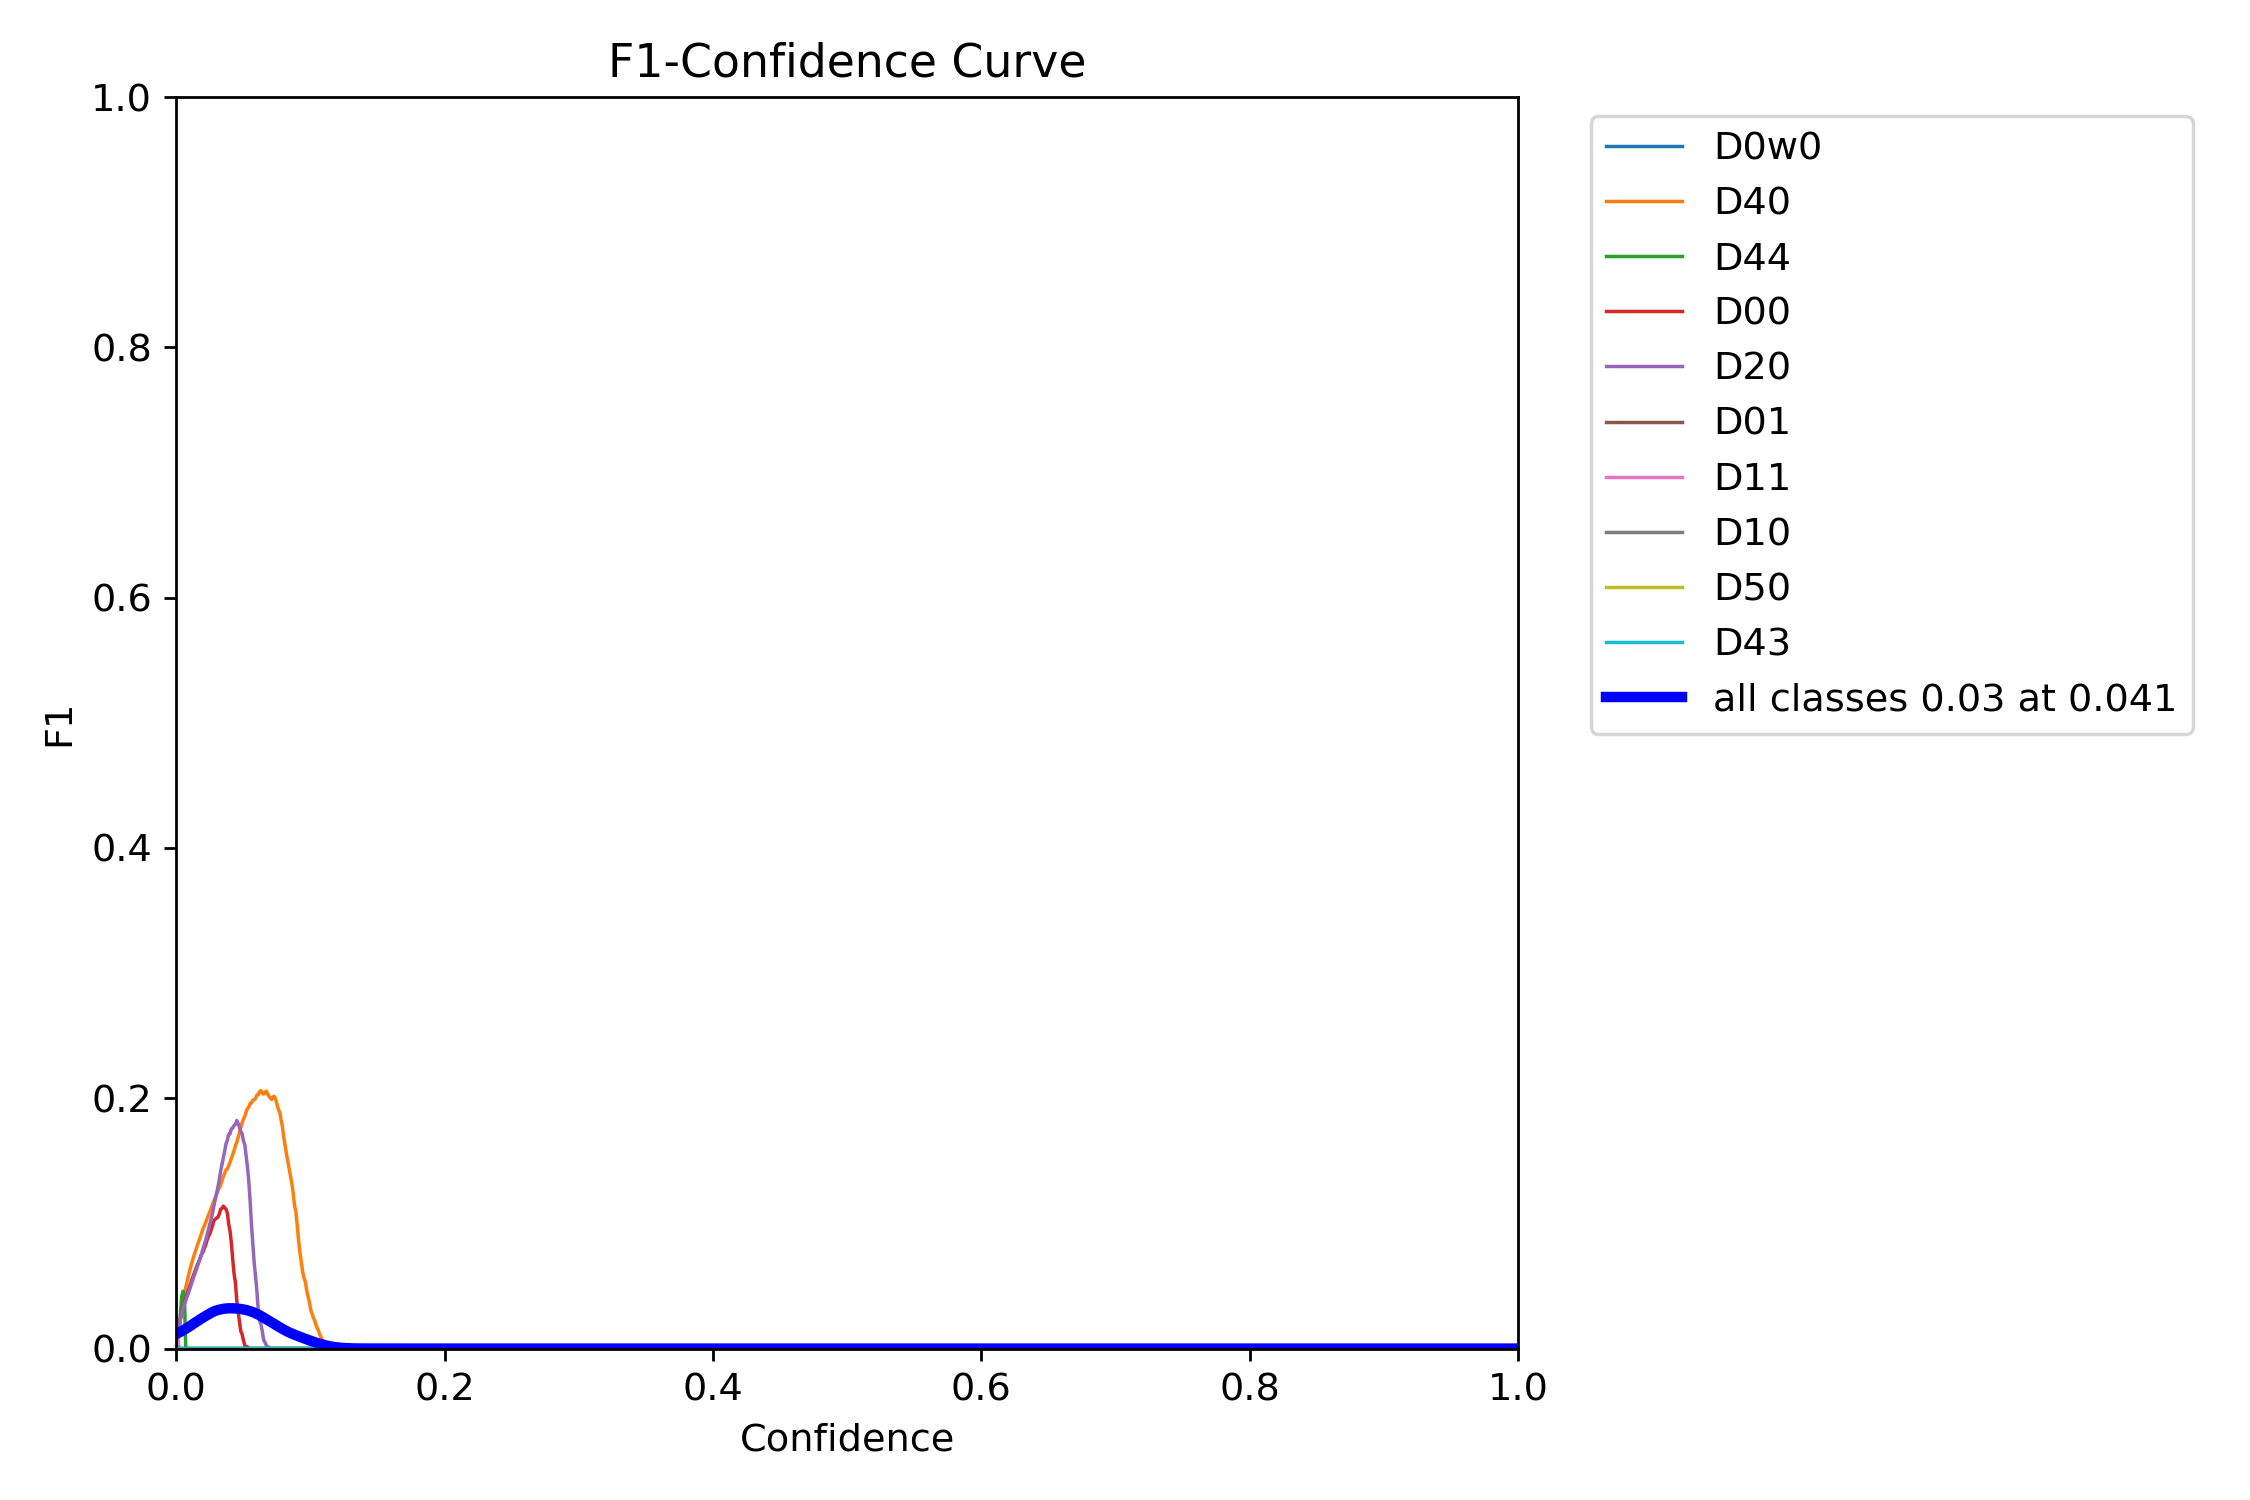 F1-Confidence Curve
1.0
0.8
0.6
0.4
0.2
0.0
F1
0.0 0.2 0.4 0.6 0.8 1.0
Confidence
D0w0
D40
D44
D00
D20
D01
D11
D10
D50
D43
all classes 0.03 at 0.041